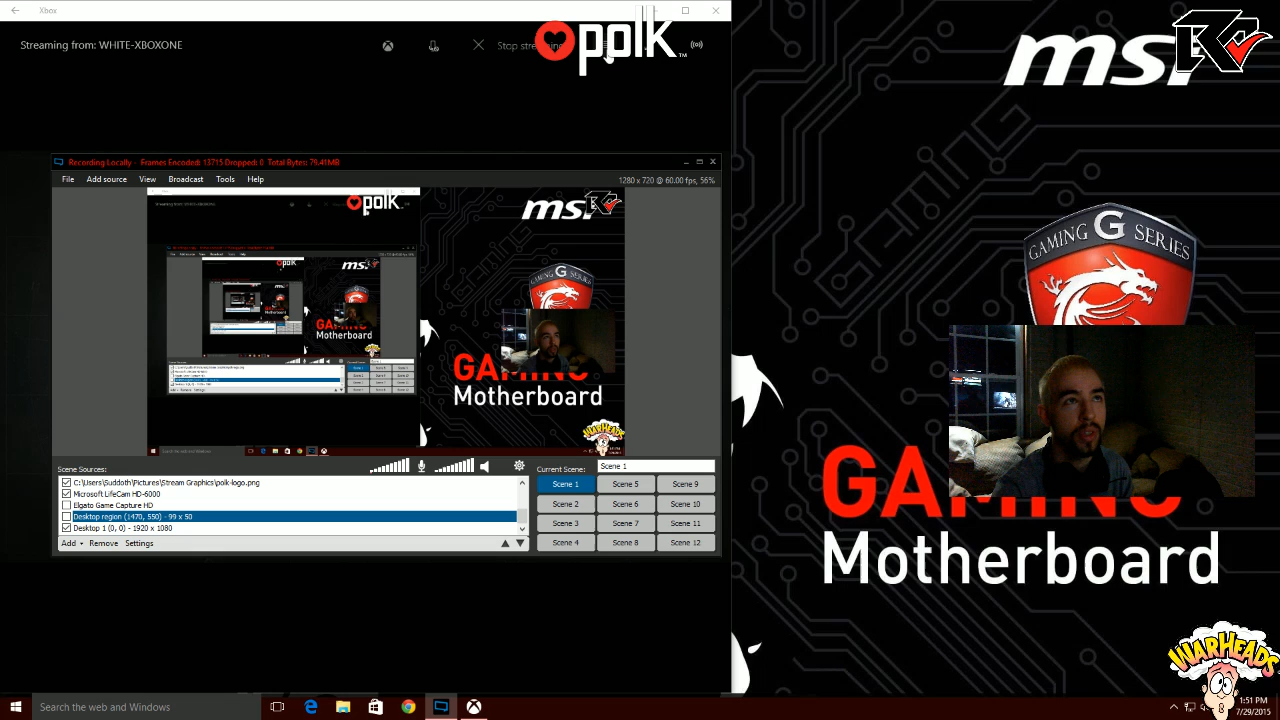 Xbox
Streaming from: WHITE-XBOXONE
Stop streaming
polk™
msi
Recording Locally - Frames Encoded: 13715 Dropped: 0 Total Bytes: 79.41MB
File Add source View Broadcast Tools Help
1280 x 720 @ 60.00 fps, 56%
polk
msi
GAMING
Motherboard
WARHEADS
Scene Sources:
Current Scene: Scene 1
C:\Users\Suddoth\Pictures\Stream Graphics\polk-logo.png
Microsoft LifeCam HD-6000
Elgato Game Capture HD
Desktop region (1470, 550) - 99 x 50
Desktop 1 (0, 0) - 1920 x 1080
Add Remove Settings
Scene 1 Scene 5 Scene 9
Scene 2 Scene 6 Scene 10
Scene 3 Scene 7 Scene 11
Scene 4 Scene 8 Scene 12
GAMING G SERIES
GAMING
Motherboard
WARHEADS
Search the web and Windows
1:51 PM
7/29/2015